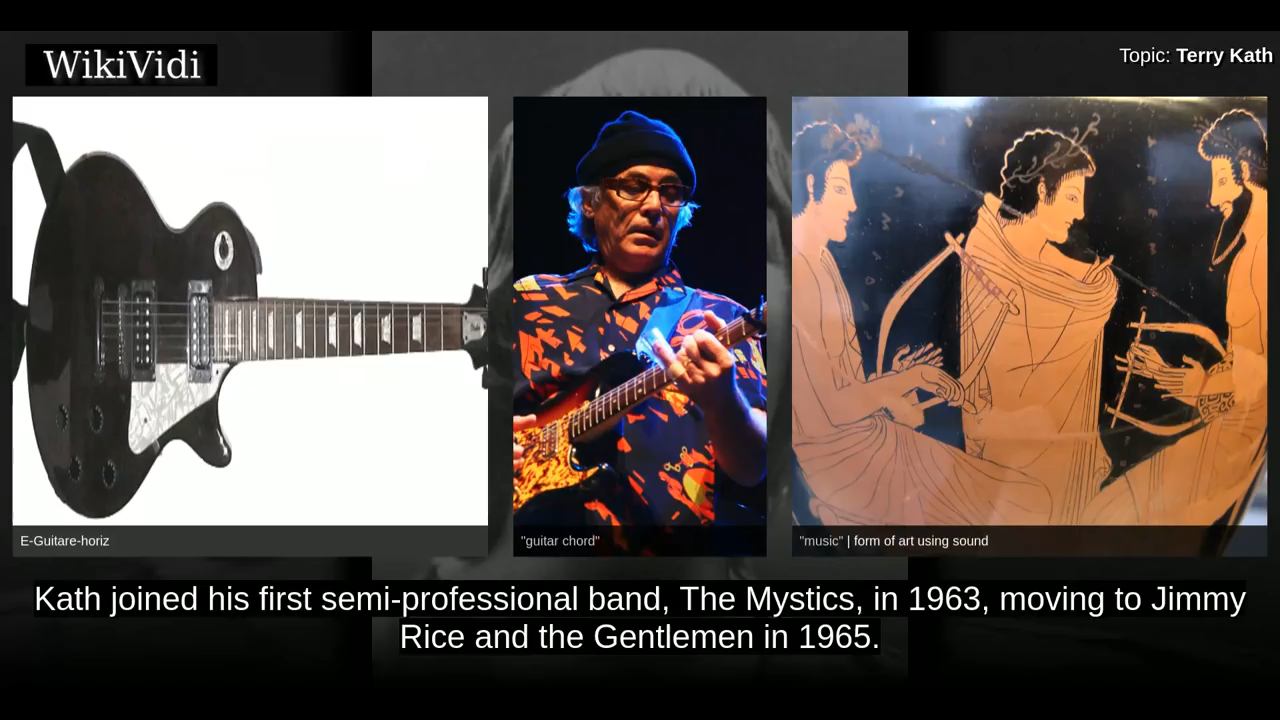 WikiVidi
Topic: Terry Kath
E-Guitare-horiz
"guitar chord"
"music" | form of art using sound
Kath joined his first semi-professional band, The Mystics, in 1963, moving to Jimmy
Rice and the Gentlemen in 1965.